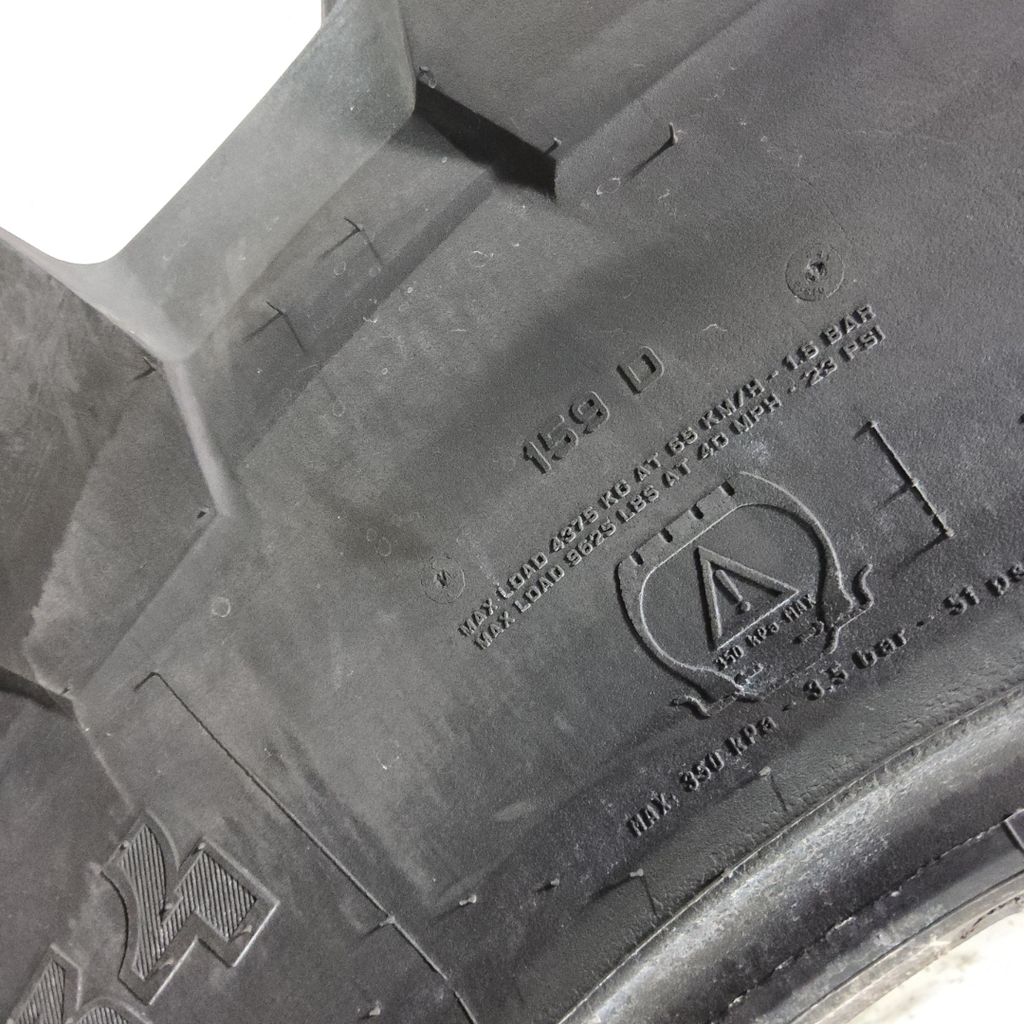 159 D
MAX LOAD 4375 KG AT 65 KM/H - 1.6 BAR
MAX LOAD 9625 LBS AT 40 MPH - 23 PSI
350 kPa MAX
MAX. 350 kPa - 3.5 bar - 51 ps